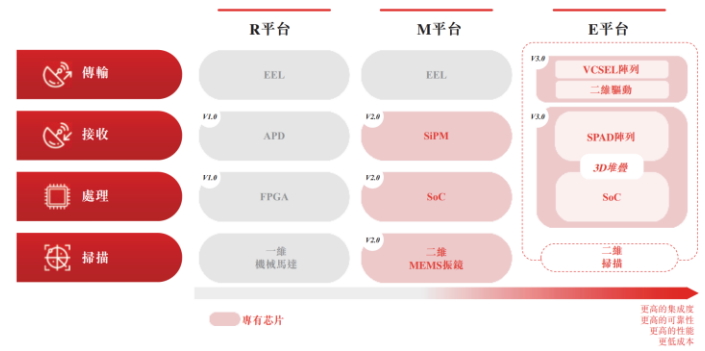 R平台
M平台
E平台
傳輸
EEL
EEL
V3.0
VCSEL陣列
二維驅動
接收
V1.0
APD
V2.0
SiPM
V3.0
SPAD陣列
3D堆疊
處理
V1.0
FPGA
V2.0
SoC
SoC
掃描
一維
機械馬達
V2.0
二維
MEMS振鏡
二維
掃描
專有芯片
更高的集成度
更高的可靠性
更高的性能
更低成本